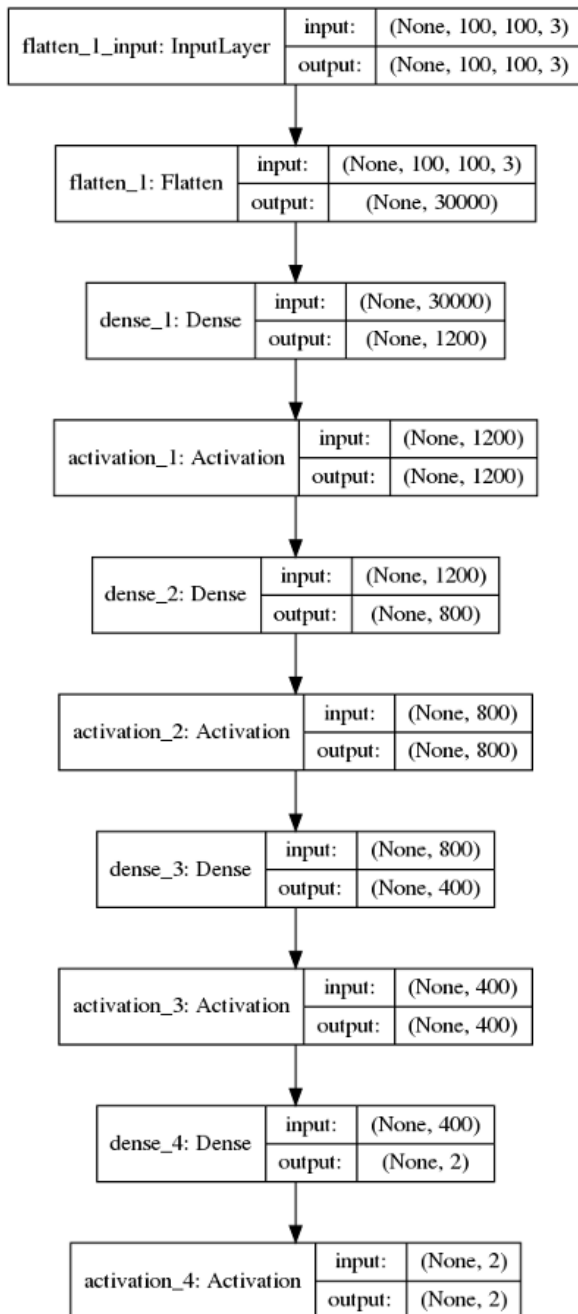 flatten_1_input: InputLayer
input: (None, 100, 100, 3)
output: (None, 100, 100, 3)
flatten_1: Flatten
input: (None, 100, 100, 3)
output: (None, 30000)
dense_1: Dense
input: (None, 30000)
output: (None, 1200)
activation_1: Activation
input: (None, 1200)
output: (None, 1200)
dense_2: Dense
input: (None, 1200)
output: (None, 800)
activation_2: Activation
input: (None, 800)
output: (None, 800)
dense_3: Dense
input: (None, 800)
output: (None, 400)
activation_3: Activation
input: (None, 400)
output: (None, 400)
dense_4: Dense
input: (None, 400)
output: (None, 2)
activation_4: Activation
input: (None, 2)
output: (None, 2)